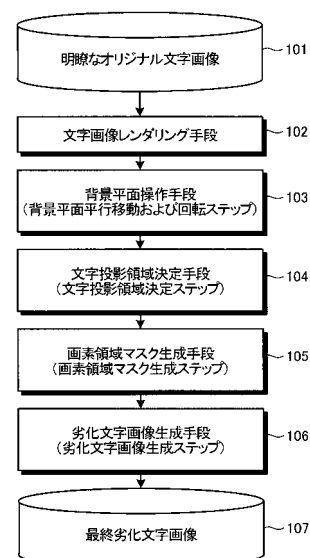 明瞭なオリジナル文字画像
101
文字画像レンダリング手段
102
背景平面操作手段
(背景平面平行移動および回転ステップ)
103
文字投影領域決定手段
(文字投影領域決定ステップ)
104
画素領域マスク生成手段
(画素領域マスク生成ステップ)
105
劣化文字画像生成手段
(劣化文字画像生成ステップ)
106
最終劣化文字画像
107